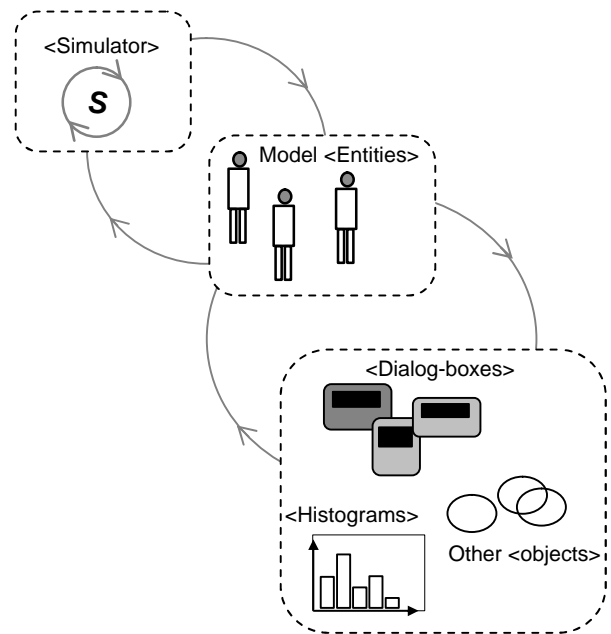 <Simulator>
S
Model <Entities>
<Dialog-boxes>
<Histograms>
Other <objects>